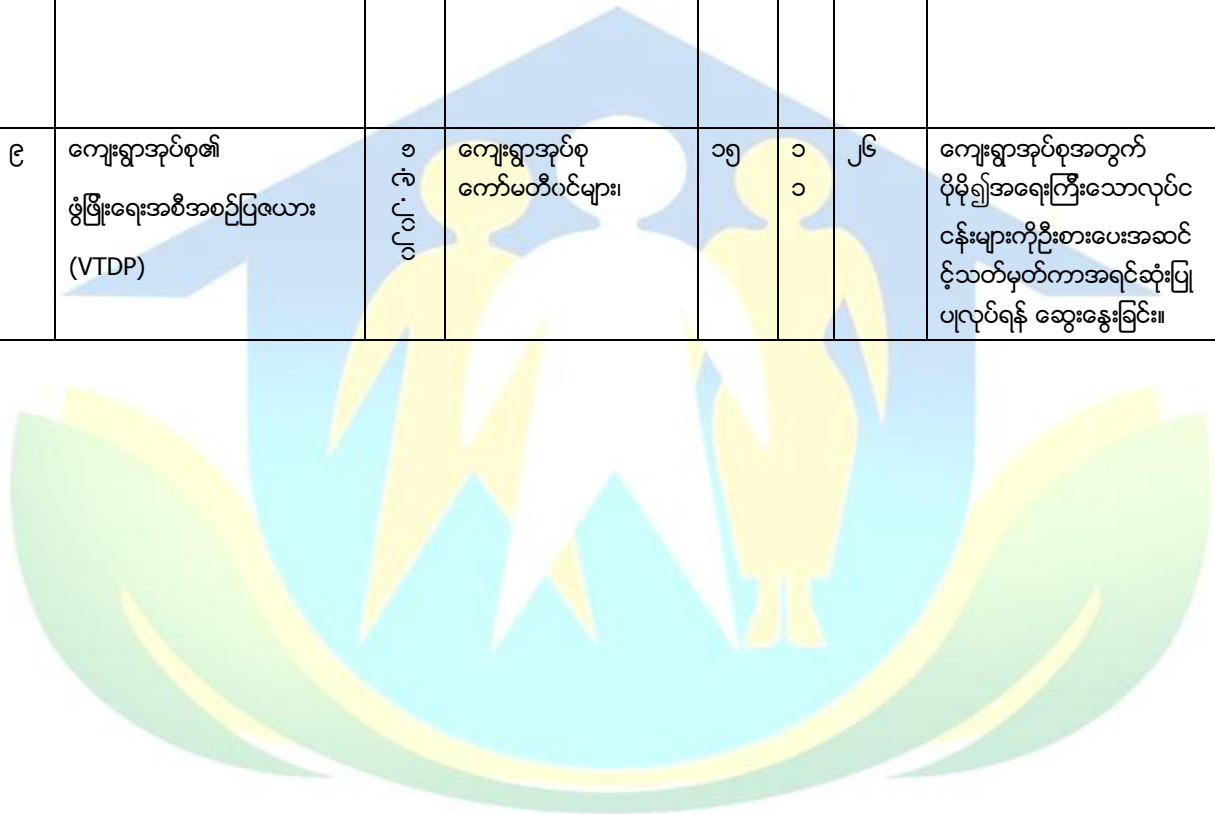 ၉
ကျေးရွာအုပ်စု၏
ဖွံဖြိုးရေးအစီအစဉ်ပြဇယား
(VTDP)
ကျေးရွာအုပ်စု
ကော်မတီဝင်များ၊
၁၅
၁
၁
၂၆
ကျေးရွာအုပ်စုအတွက်
ပိုမို၍အရေးကြီးသောလုပ်င
ငန်းများကိုဦးစားပေးအဆင်
င့်သတ်မှတ်ကာအရင်ဆုံးပြု
ပုလုပ်ရန် ဆွေးနွေးခြင်း။